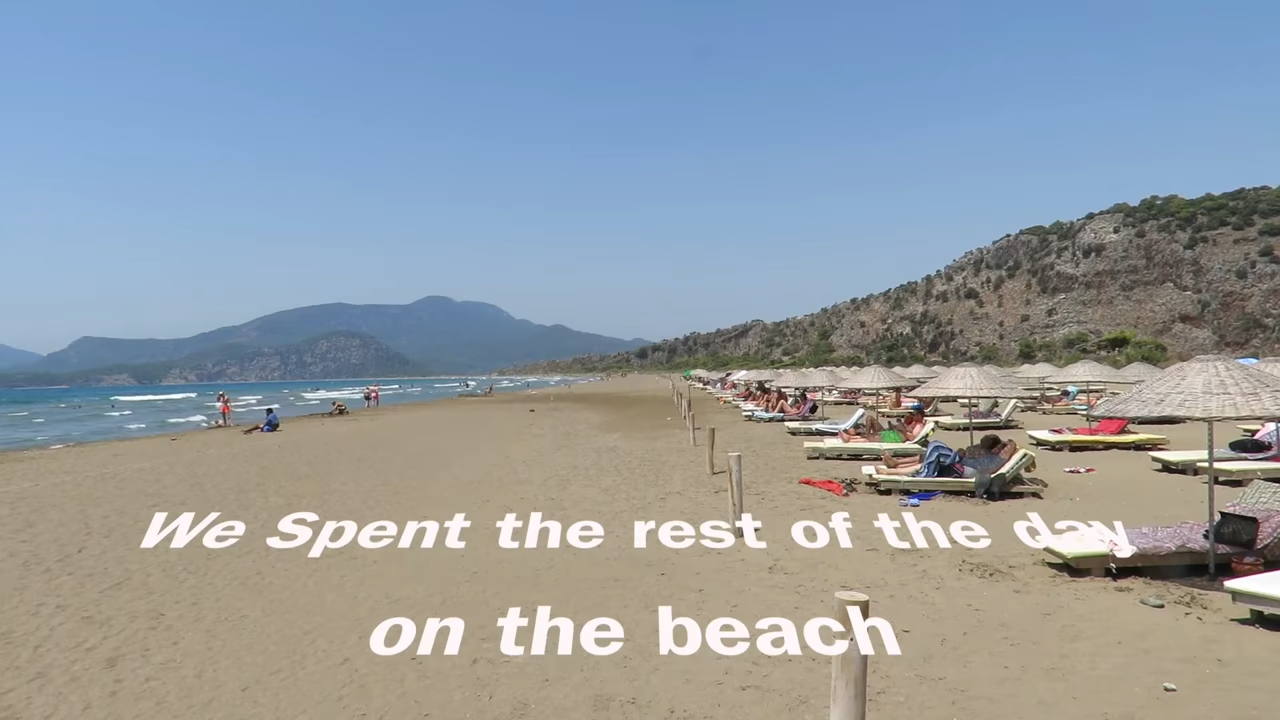 We Spent the rest of the day
on the beach